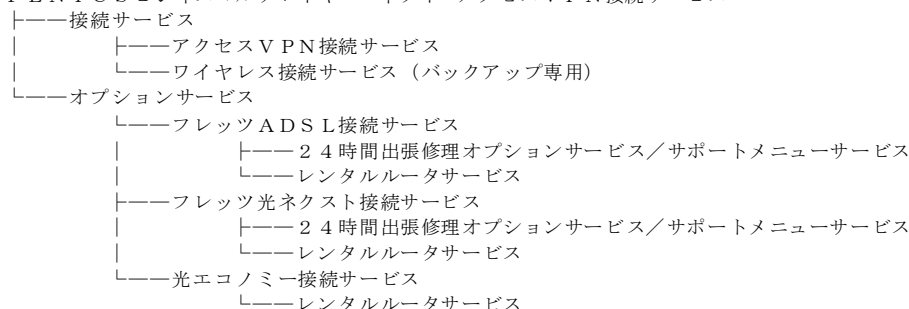 ├――接続サービス
│　　├――アクセスＶＰＮ接続サービス
│　　└――ワイヤレス接続サービス（バックアップ専用）
└――オプションサービス
└――フレッツＡＤＳＬ接続サービス
│　　├――２４時間出張修理オプションサービス／サポートメニューサービス
│　　└――レンタルルータサービス
├――フレッツ光ネクスト接続サービス
│　　├――２４時間出張修理オプションサービス／サポートメニューサービス
│　　└――レンタルルータサービス
└――光エコノミー接続サービス
└――レンタルルータサービス